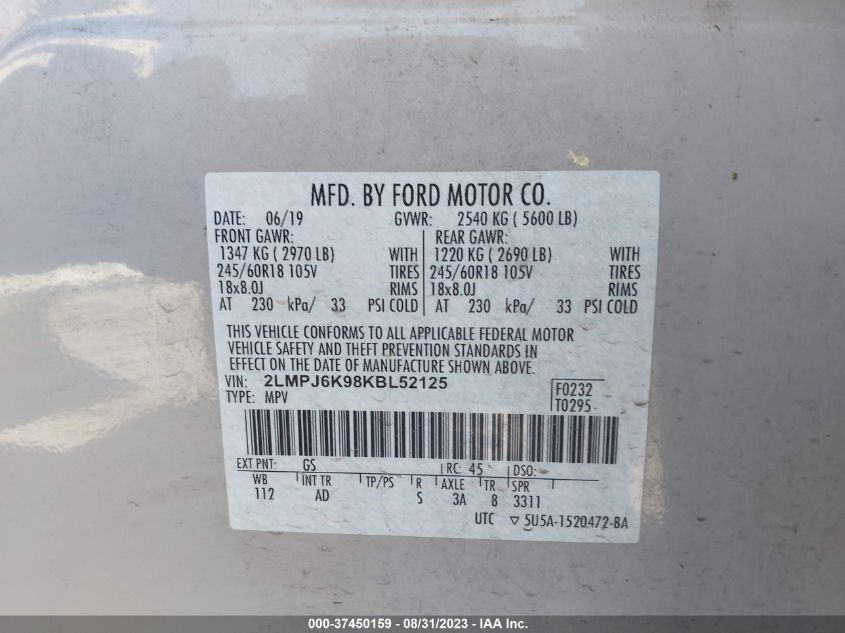 MFD. BY FORD MOTOR CO.
DATE: 06/19 GVWR: 2540 KG ( 5600 LB)
FRONT GAWR: REAR GAWR:
1347 KG ( 2970 LB) WITH 1220 KG ( 2690 LB) WITH
245/60R18 105V TIRES 245/60R18 105V TIRES
18x8.0J RIMS 18x8.0J RIMS
AT 230 kPa/ 33 PSI COLD AT 230 kPa/ 33 PSI COLD
THIS VEHICLE CONFORMS TO ALL APPLICABLE FEDERAL MOTOR
VEHICLE SAFETY AND THEFT PREVENTION STANDARDS IN
EFFECT ON THE DATE OF MANUFACTURE SHOWN ABOVE.
VIN: 2LMPJ6K98KBL52125 F0232
TYPE: MPV T0295
EXT PNT: GS RC: 45 DSO:
WB INT TR TP/PS R AXLE TR SPR
112 AD S 3A 8 3311
UTC ▽ 5U5A-1520472-BA
000-37450159 - 08/31/2023 - IAA Inc.